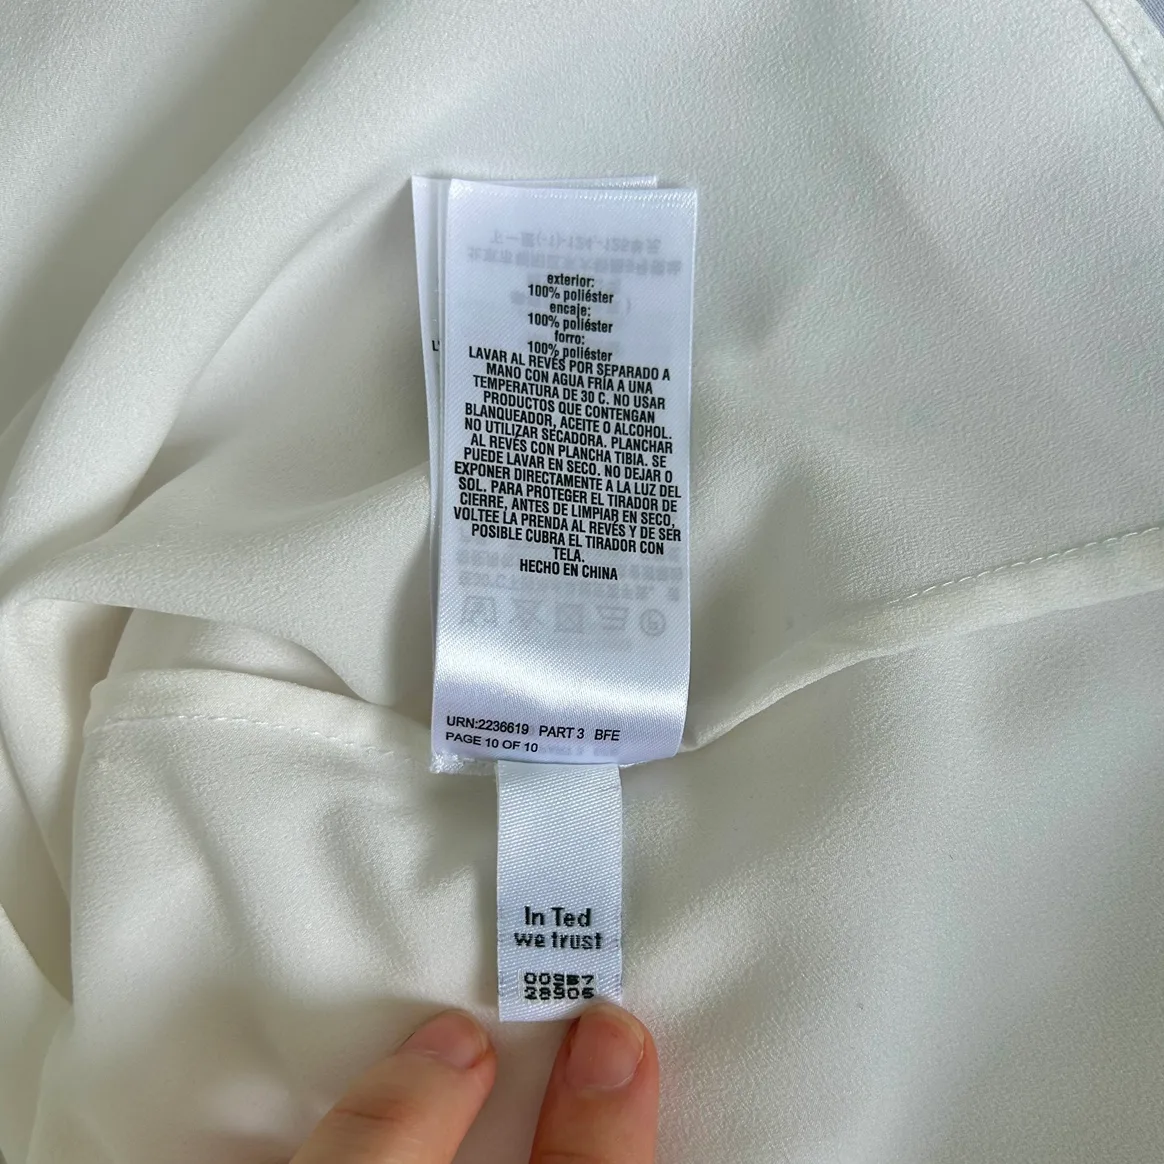 exterior:
100% poliéster
encaje:
100% poliéster
forro:
100% poliéster
LAVAR AL REVÉS POR SEPARADO A
MANO CON AGUA FRÍA A UNA
TEMPERATURA DE 30 C. NO USAR
PRODUCTOS QUE CONTENGAN
BLANQUEADOR, ACEITE O ALCOHOL.
NO UTILIZAR SECADORA. PLANCHAR
AL REVÉS CON PLANCHA TIBIA. SE
PUEDE LAVAR EN SECO. NO DEJAR O
EXPONER DIRECTAMENTE A LA LUZ DEL
SOL. PARA PROTEGER EL TIRADOR DE
CIERRE, ANTES DE LIMPIAR EN SECO,
VOLTEE LA PRENDA AL REVÉS Y DE SER
POSIBLE CUBRA EL TIRADOR CON
TELA.
HECHO EN CHINA
URN:2236619 PART 3 BFE
PAGE 10 OF 10
In Ted
we trust
00957
28905